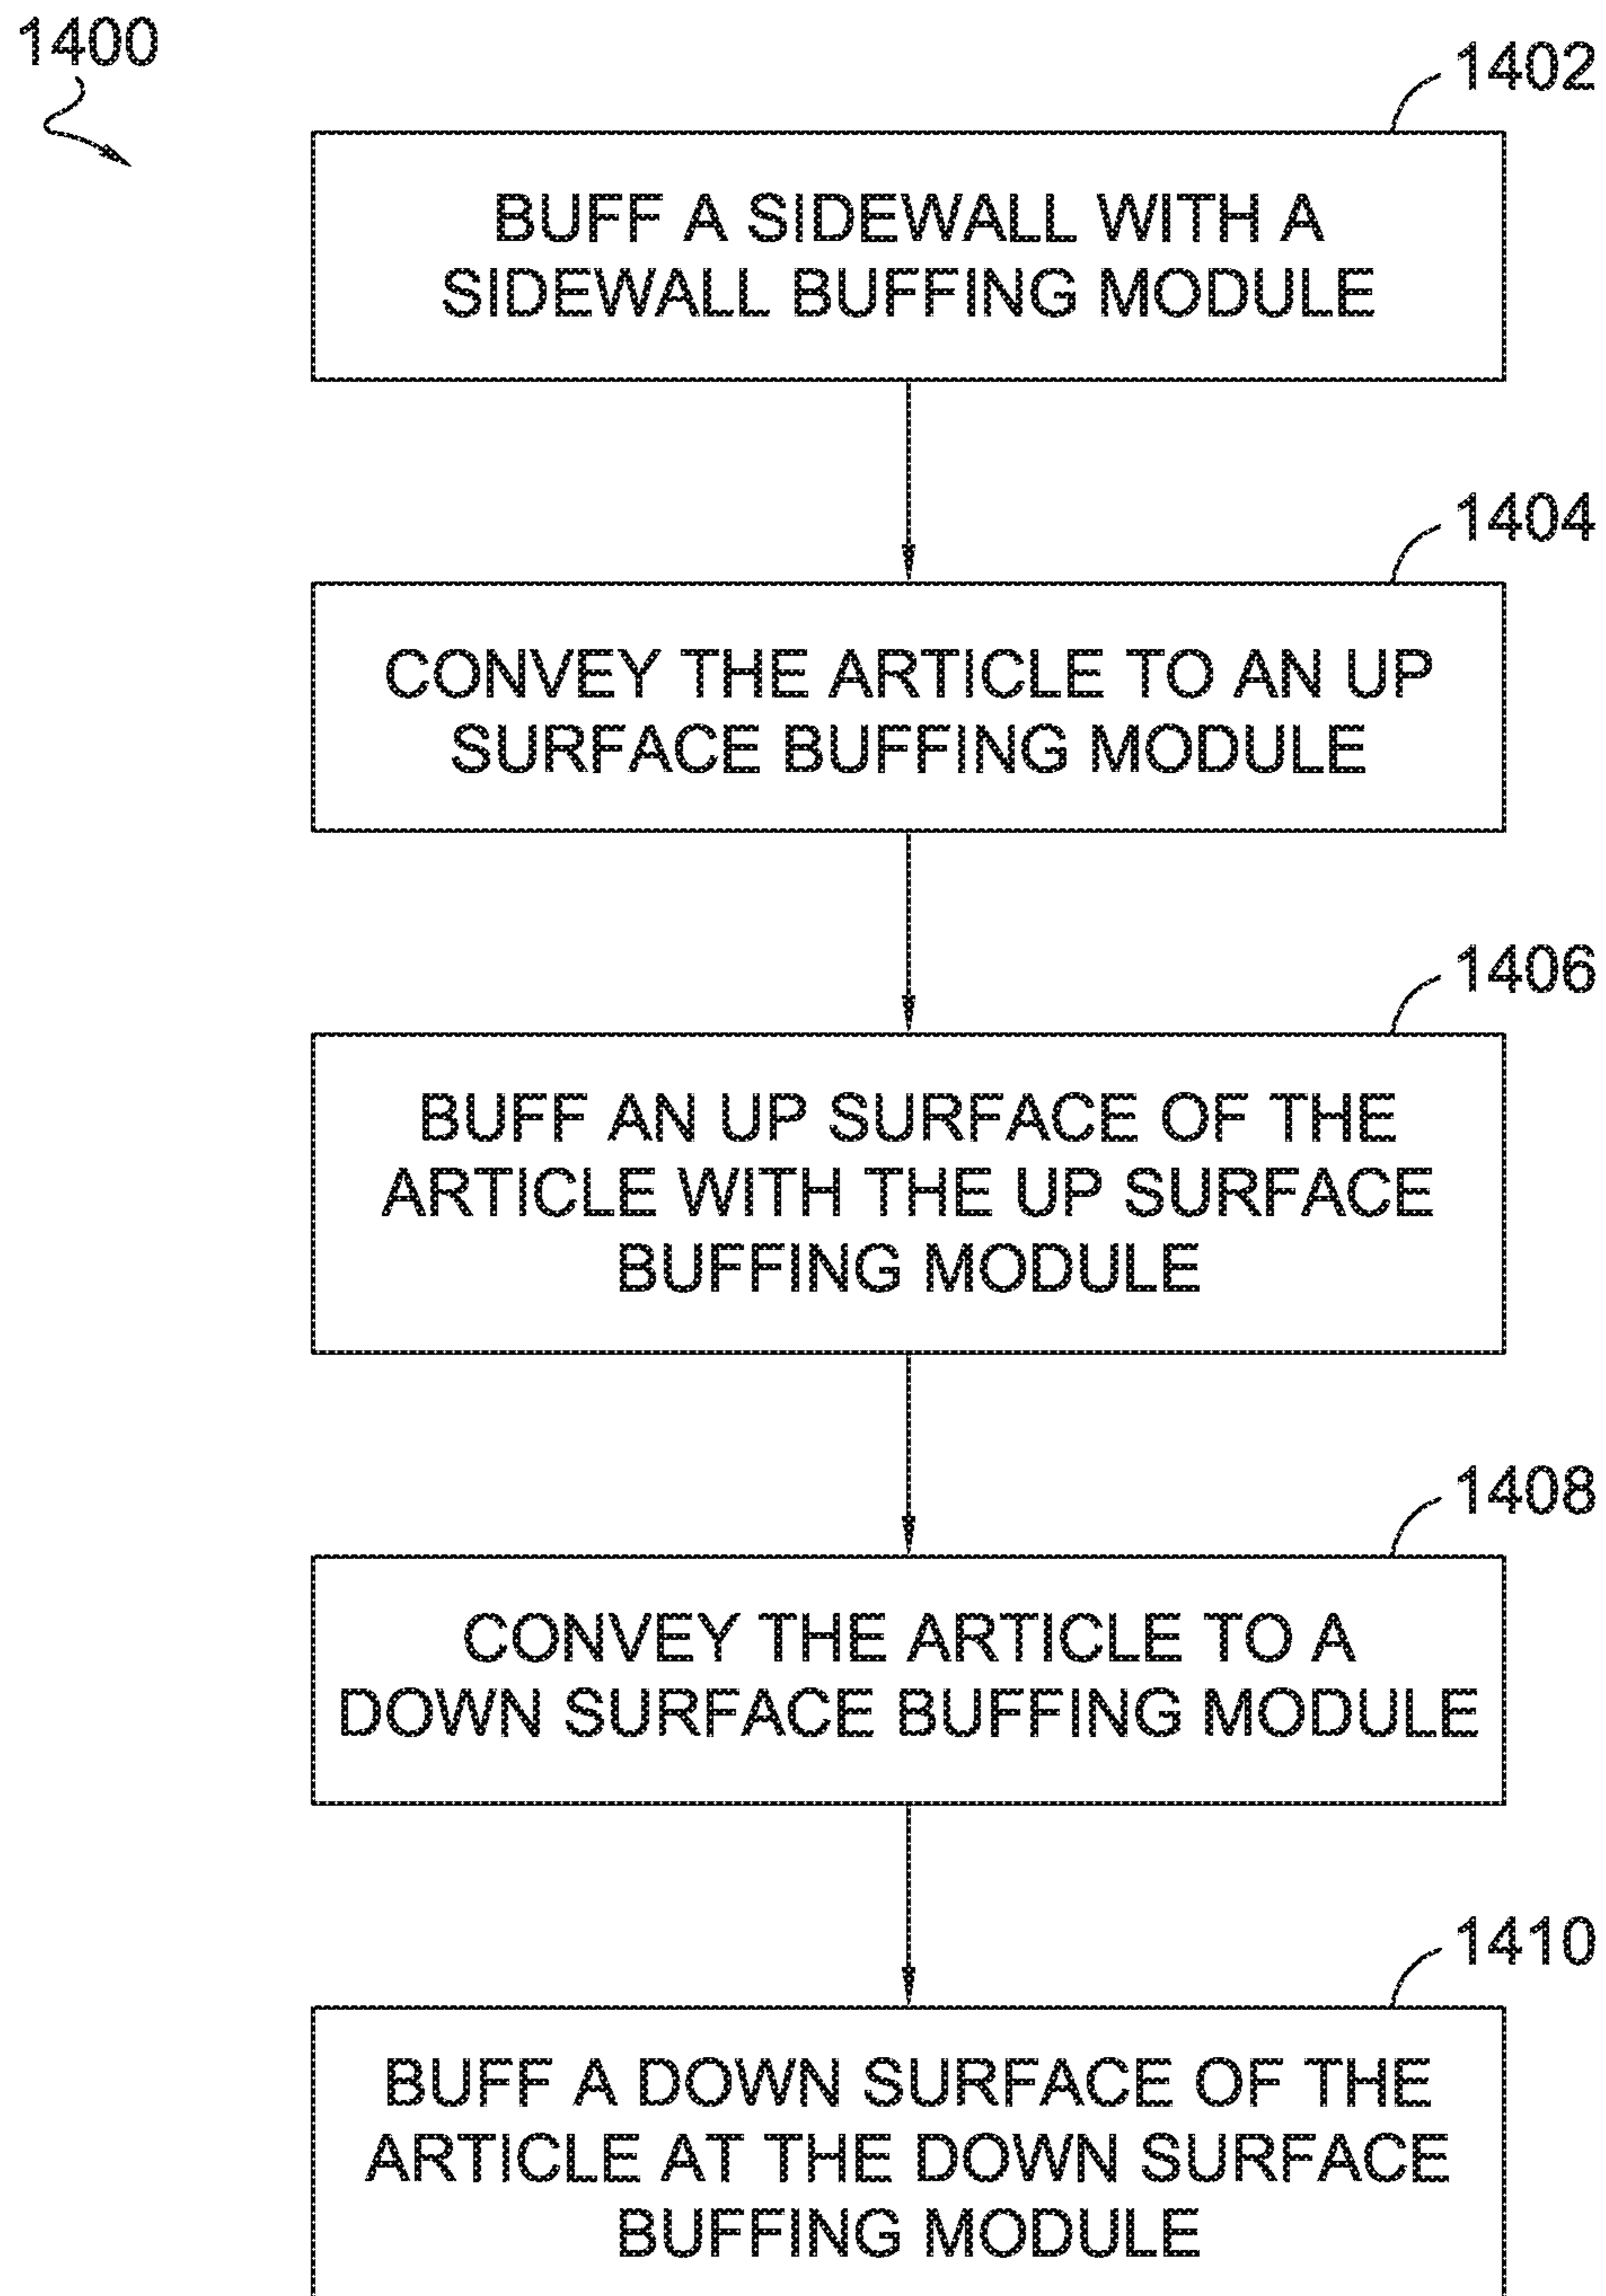 1400
1402
BUFF A SIDEWALL WITH A
SIDEWALL BUFFING MODULE
1404
CONVEY THE ARTICLE TO AN UP
SURFACE BUFFING MODULE
1406
BUFF AN UP SURFACE OF THE
ARTICLE WITH THE UP SURFACE
BUFFING MODULE
1408
CONVEY THE ARTICLE TO A
DOWN SURFACE BUFFING MODULE
1410
BUFF A DOWN SURFACE OF THE
ARTICLE AT THE DOWN SURFACE
BUFFING MODULE